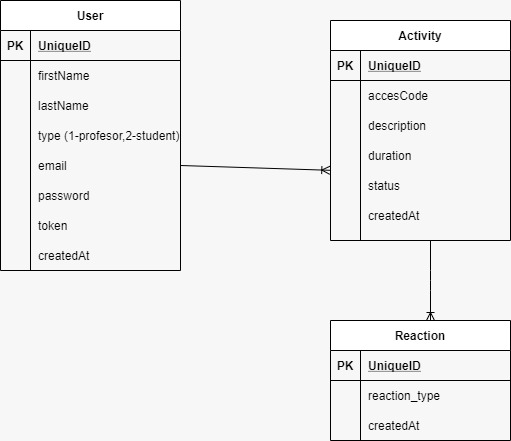 User
PK UniqueID
firstName
lastName
type (1-profesor,2-student)
email
password
token
createdAt
Activity
PK UniqueID
accesCode
description
duration
status
createdAt
Reaction
PK UniqueID
reaction_type
createdAt